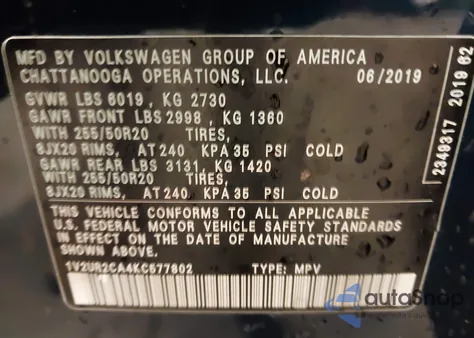 MFD BY VOLKSWAGEN GROUP OF AMERICA
CHATTANOOGA OPERATIONS, LLC. 06/2019
GVWR LBS 6019, KG 2730
GAWR FRONT LBS 2998, KG 1360
WITH 255/50R20 TIRES,
8JX20 RIMS, AT 240 KPA 35 PSI COLD
GAWR REAR LBS 3131, KG 1420
WITH 255/50R20 TIRES,
8JX20 RIMS, AT 240 KPA 35 PSI COLD
THIS VEHICLE CONFORMS TO ALL APPLICABLE
U.S. FEDERAL MOTOR VEHICLE SAFETY STANDARDS
IN EFFECT ON THE DATE OF MANUFACTURE
SHOWN ABOVE.
1V2UR2CA4KC577802 TYPE: MPV
2349317 2019 62
autoShop